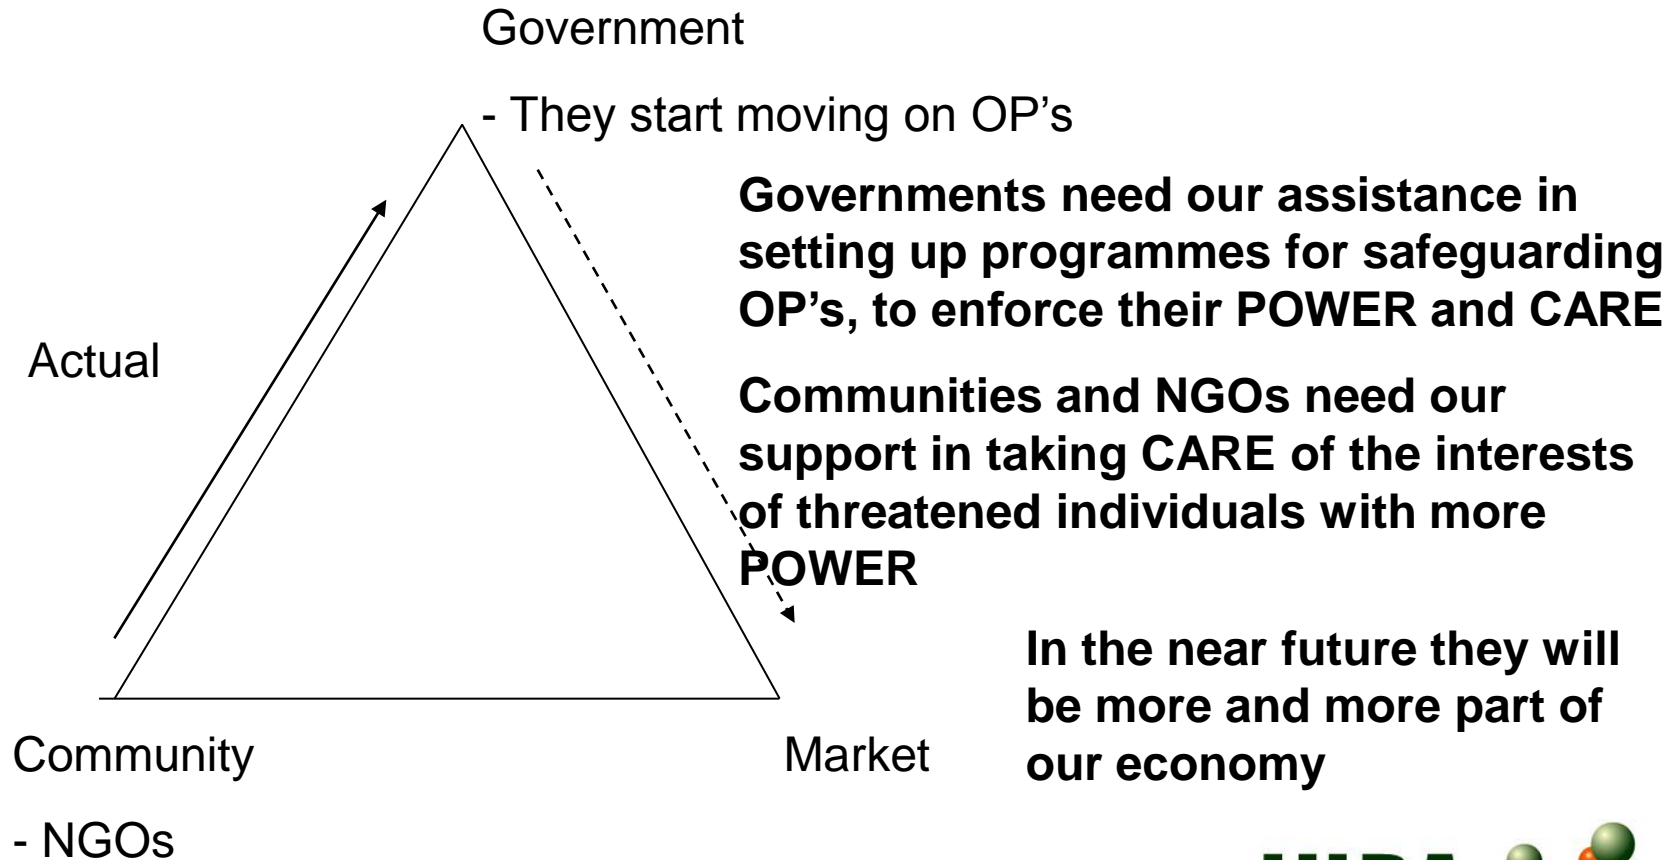 Government
- They start moving on OP’s
Governments need our assistance in
setting up programmes for safeguarding
OP’s, to enforce their POWER and CARE
Actual
Communities and NGOs need our
support in taking CARE of the interests
of threatened individuals with more
POWER
In the near future they will
be more and more part of
our economy
Community
Market
- NGOs